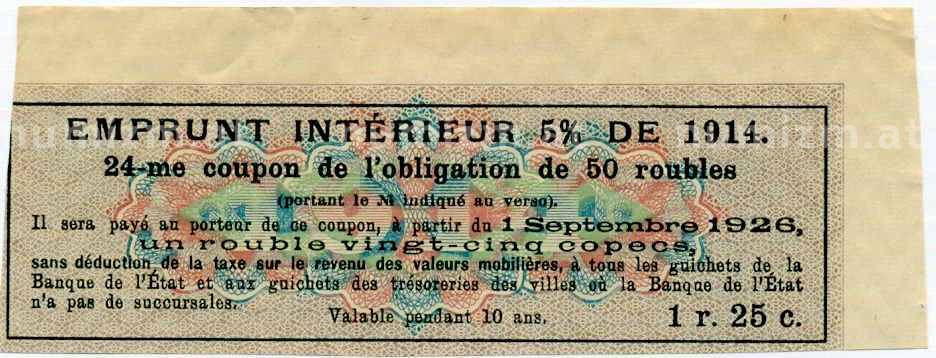 EMPRUNT INTÉRIEUR 5% DE 1914.
24-me coupon de l'obligation de 50 roubles
(portant le № indiqué au verso).
Il sera payé au porteur de ce coupon, à partir du 1 Septembre 1926,
un rouble vingt-cinq copecs,
sans déduction de la taxe sur le revenu des valeurs mobilières, à tous les guichets de la
Banque de l'État et aux guichets des trésoreries des villes où la Banque de l'État
n'a pas de succursales.
Valable pendant 10 ans.
1 r. 25 c.